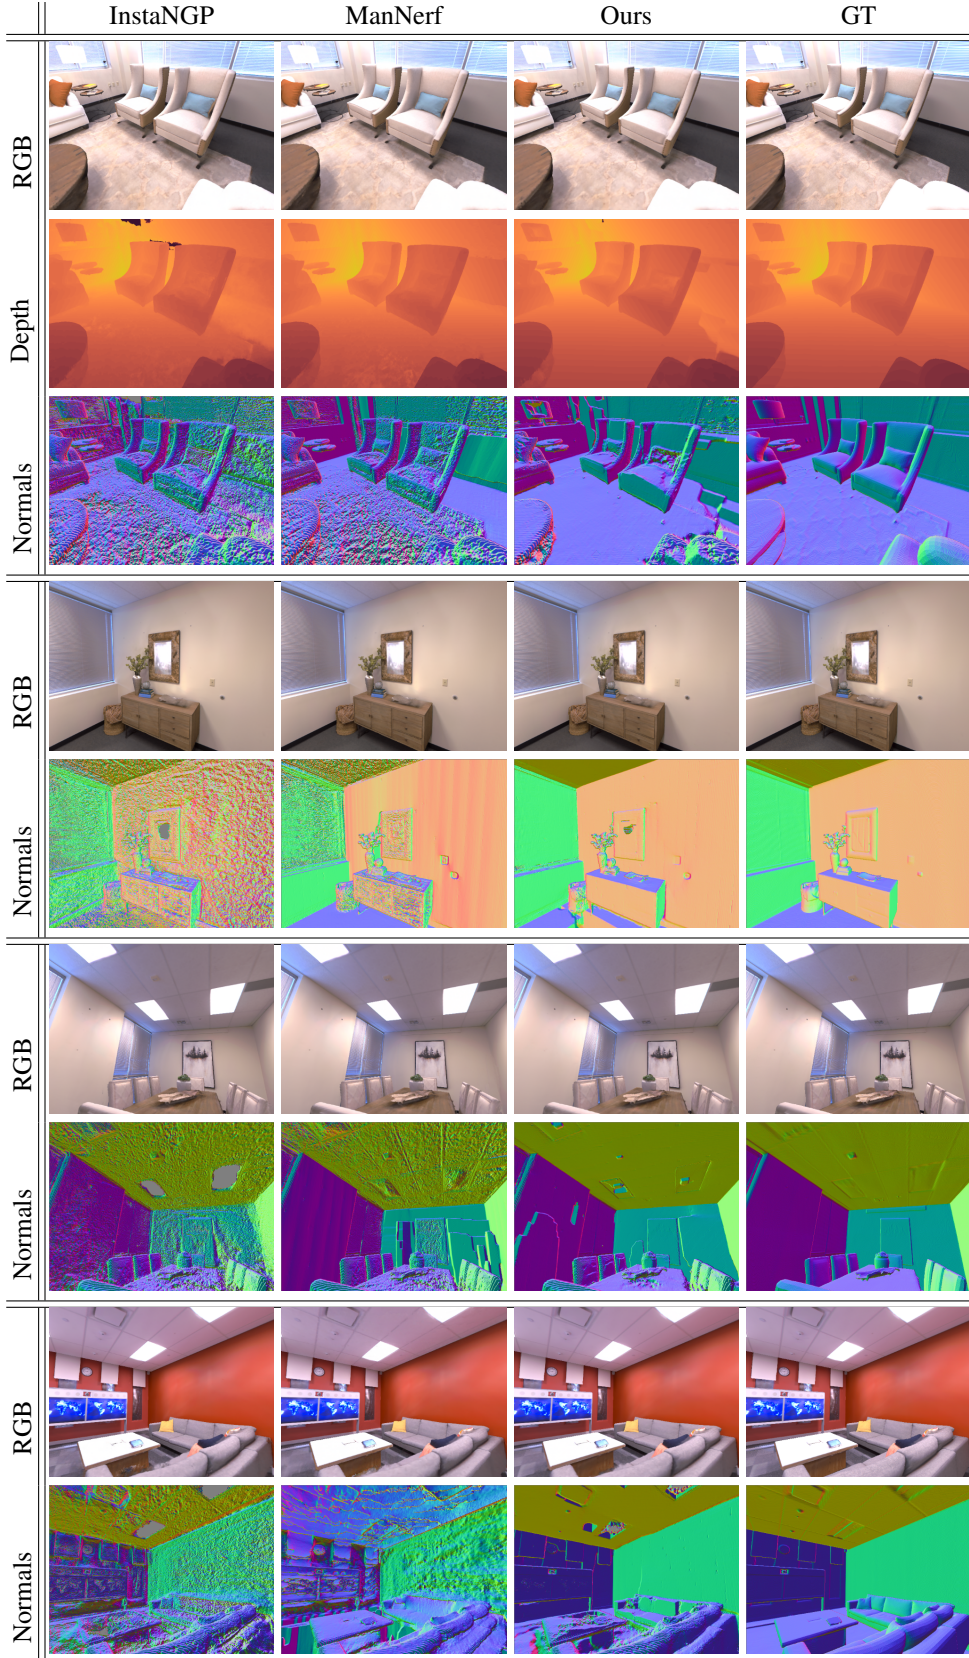 InstaNGP ManNerf Ours GT
RGB
Depth
Normals
RGB
Normals
RGB
Normals
RGB
Normals